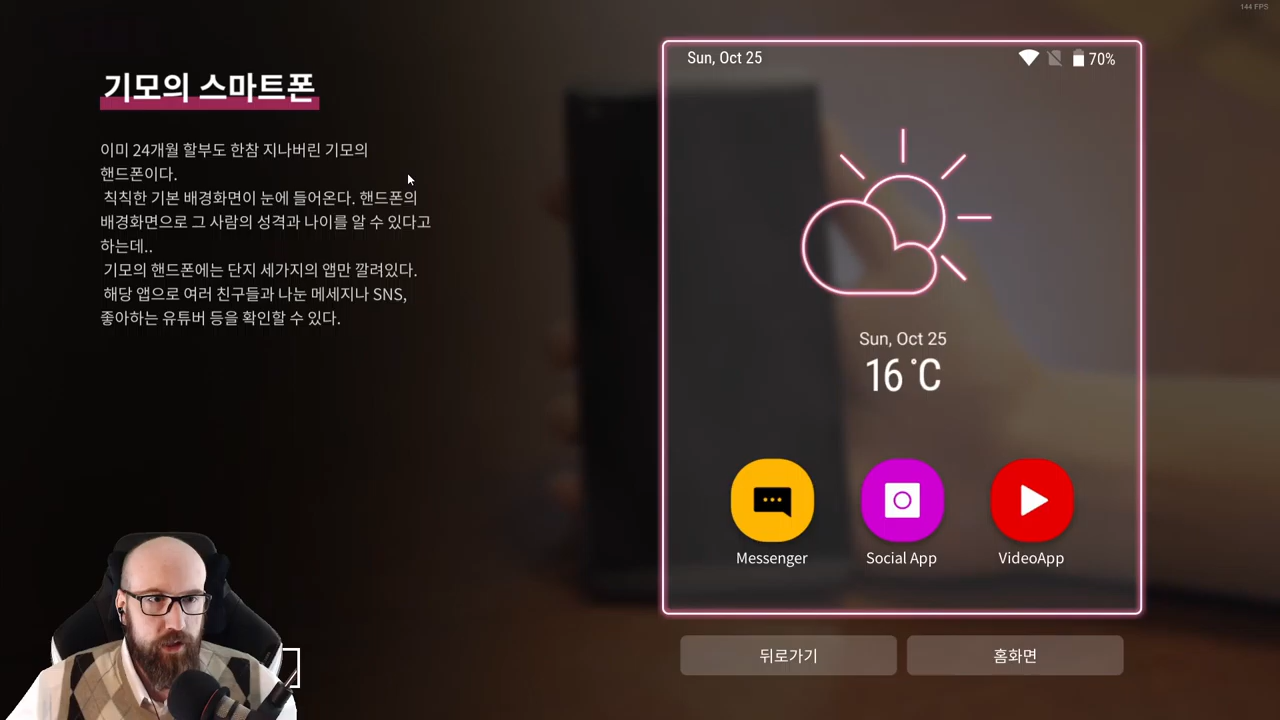 144 FPS
기모의 스마트폰
이미 24개월 할부도 한참 지나버린 기모의
핸드폰이다.
칙칙한 기본 배경화면이 눈에 들어온다. 핸드폰의
배경화면으로 그 사람의 성격과 나이를 알 수 있다고
하는데..
기모의 핸드폰에는 단지 세가지의 앱만 깔려있다.
해당 앱으로 여러 친구들과 나눈 메세지나 SNS,
좋아하는 유튜버 등을 확인할 수 있다.
Sun, Oct 25
70%
Sun, Oct 25
16 °C
Messenger
Social App
VideoApp
뒤로가기
홈화면